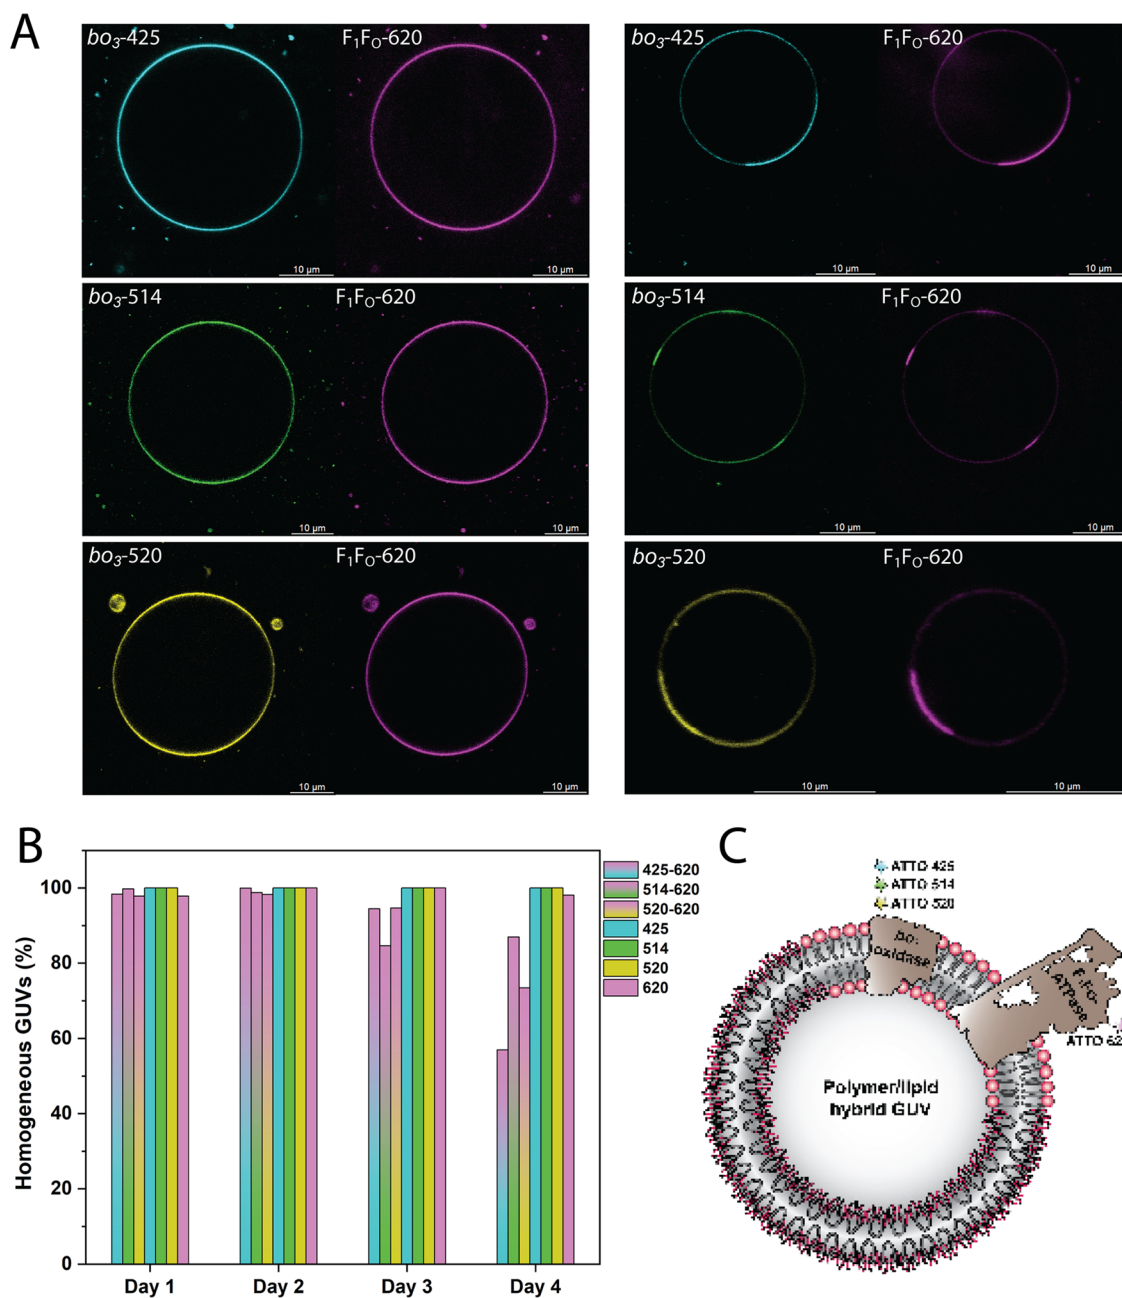 A
bo3-425 F1FO-620
10 µm 10 µm
bo3-425 F1FO-620
10 µm 10 µm
bo3-514 F1FO-620
10 µm 10 µm
bo3-514 F1FO-620
10 µm 10 µm
bo3-520 F1FO-620
10 µm 10 µm
bo3-520 F1FO-620
10 µm 10 µm
B
Homogeneous GUVs (%)
100
80
60
40
20
0
Day 1 Day 2 Day 3 Day 4
425-620
514-620
520-620
425
514
520
620
C
ATTO 425
ATTO 514
ATTO 520
oxidase
ATPase
ATTO 62
Polymer/lipid
hybrid GUV